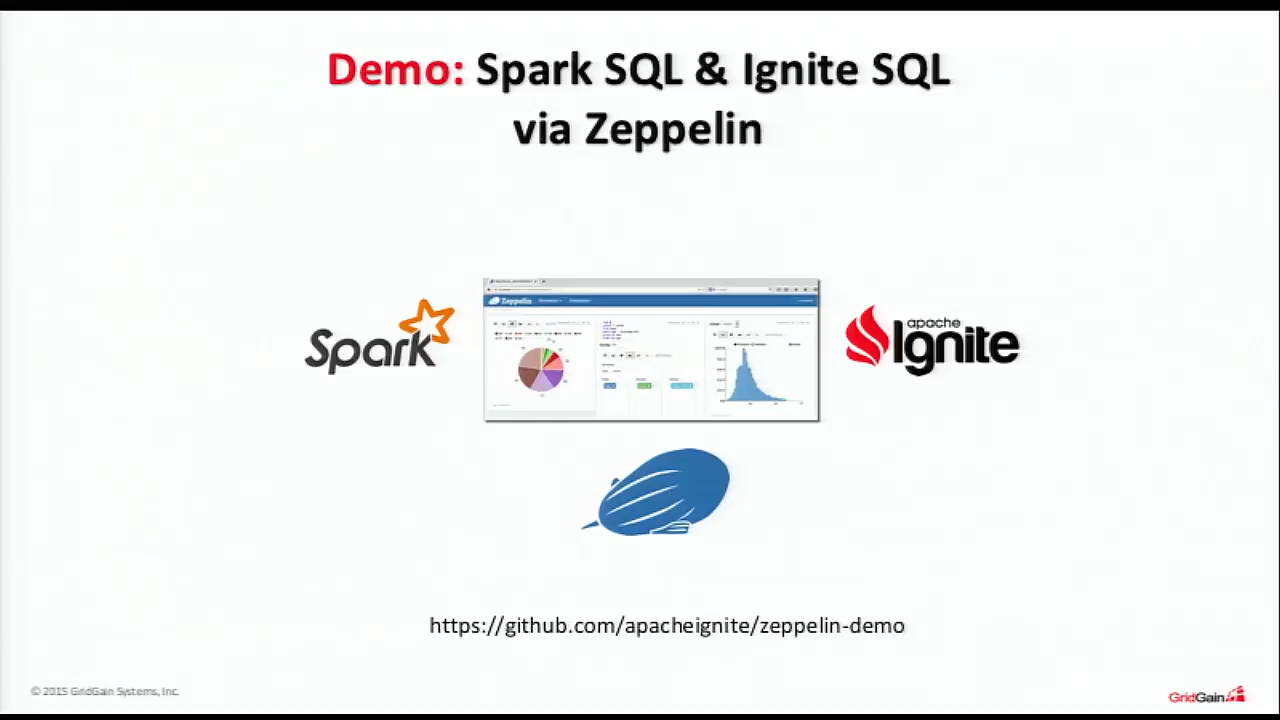 Demo: Spark SQL & Ignite SQL
via Zeppelin
Spark
Zeppelin
apache
Ignite
https://github.com/apacheignite/zeppelin-demo
© 2015 GridGain Systems, Inc.
GridGain